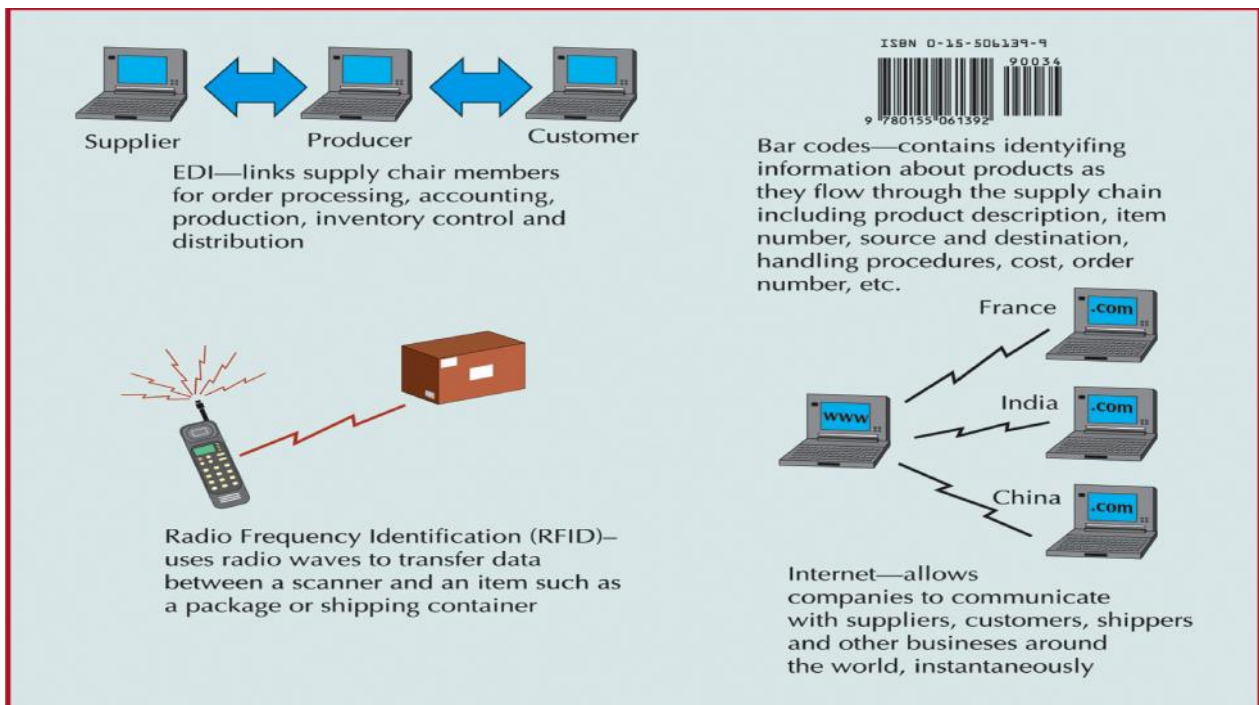 Supplier
Producer
Customer
EDI—links supply chair members
for order processing, accounting,
production, inventory control and
distribution
ISBN 0-15-506139-9
90034
9 780155 061392
Bar codes—contains identyifing
information about products as
they flow through the supply chain
including product description, item
number, source and destination,
handling procedures, cost, order
number, etc.
Radio Frequency Identification (RFID)–
uses radio waves to transfer data
between a scanner and an item such as
a package or shipping container
France
.com
www
India
.com
China
.com
Internet—allows
companies to communicate
with suppliers, customers, shippers
and other busineses around
the world, instantaneously